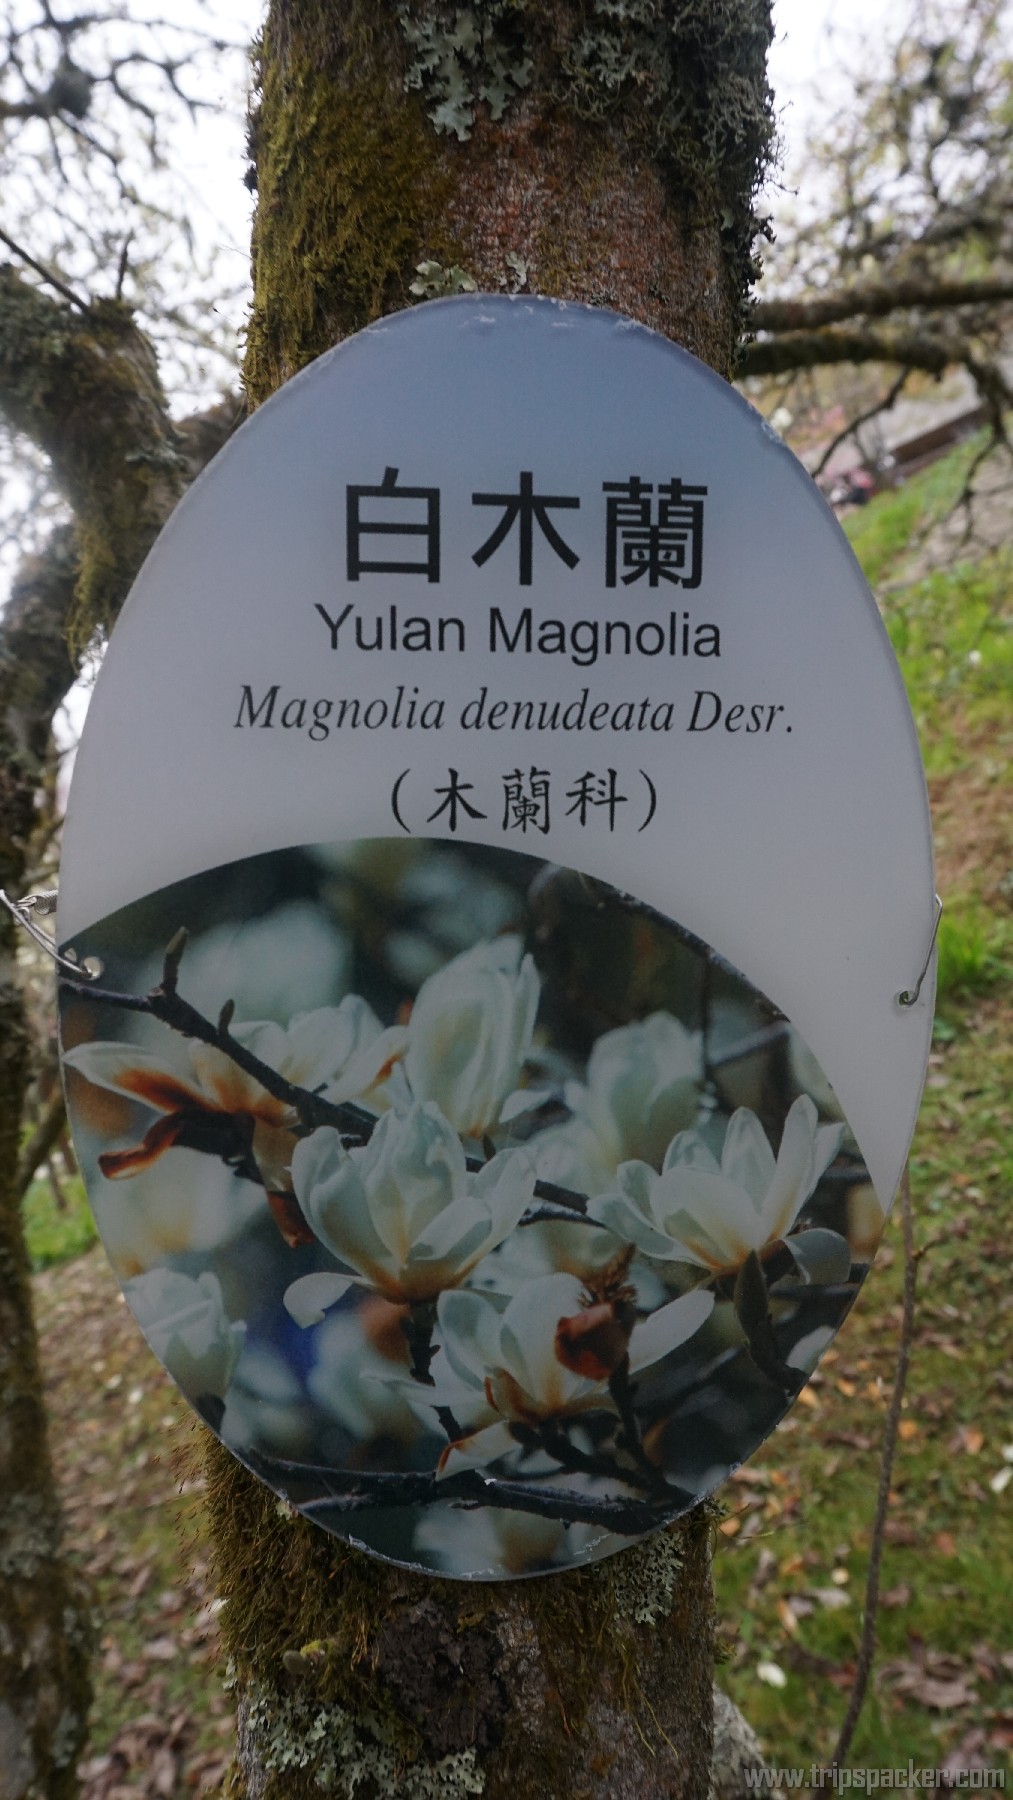 白木蘭
Yulan Magnolia
Magnolia denudeata Desr.
(木蘭科)
www.tripspacker.com